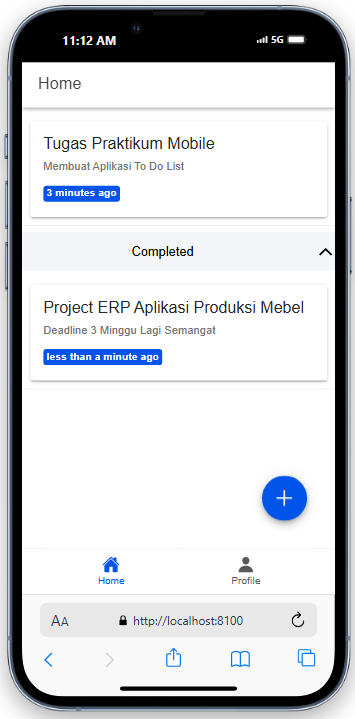 11:12 AM 5G
Home
Tugas Praktikum Mobile
Membuat Aplikasi To Do List
3 minutes ago
Completed
Project ERP Aplikasi Produksi Mebel
Deadline 3 Minggu Lagi Semangat
less than a minute ago
Home Profile
AA http://localhost:8100